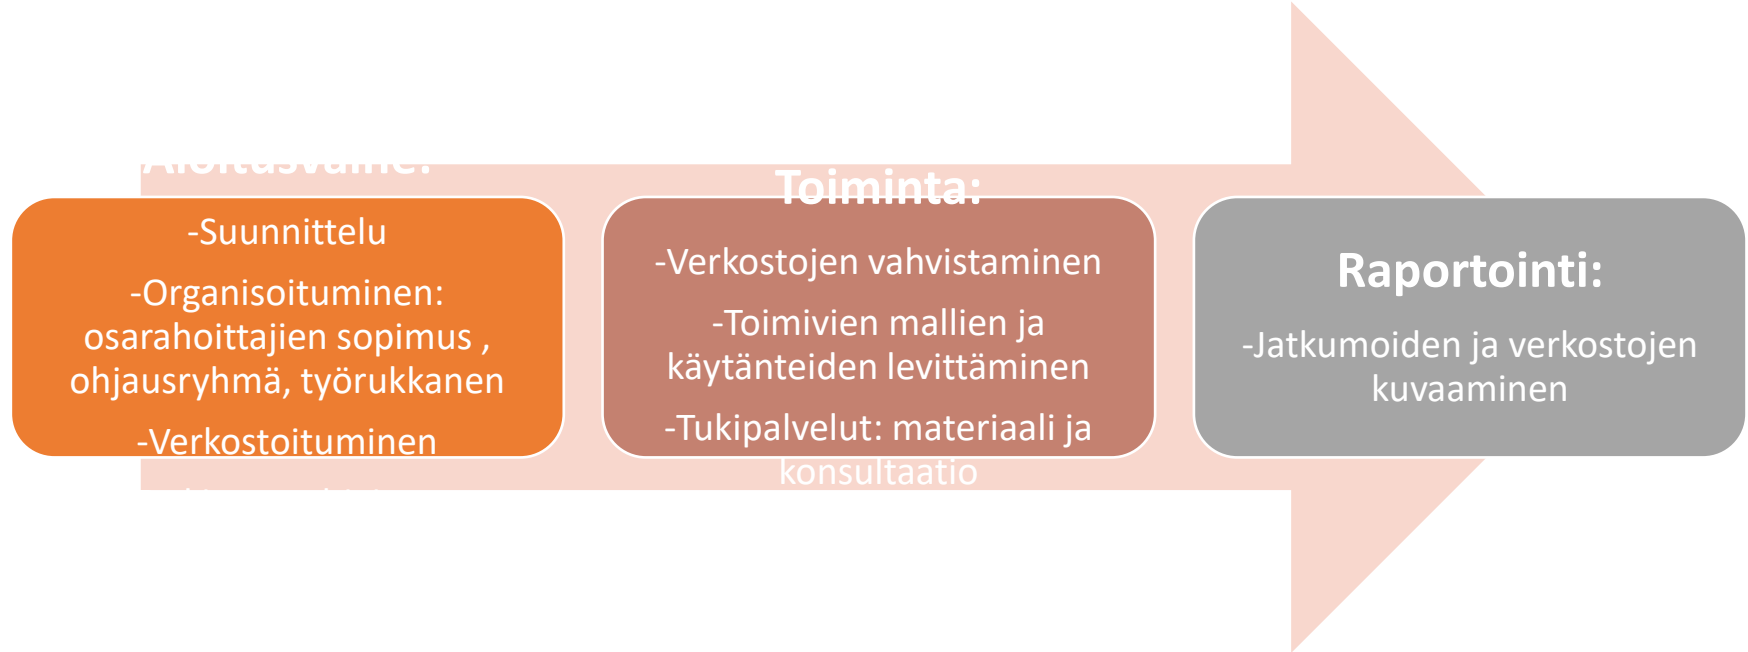 Aloitusvaihe:
-Suunnittelu
-Organisoituminen:
osarahoittajien sopimus ,
ohjausryhmä, työrukkanen
-Verkostoituminen
Toiminta:
-Verkostojen vahvistaminen
-Toimivien mallien ja
käytänteiden levittäminen
-Tukipalvelut: materiaali ja
konsultaatio
Raportointi:
-Jatkumoiden ja verkostojen
kuvaaminen